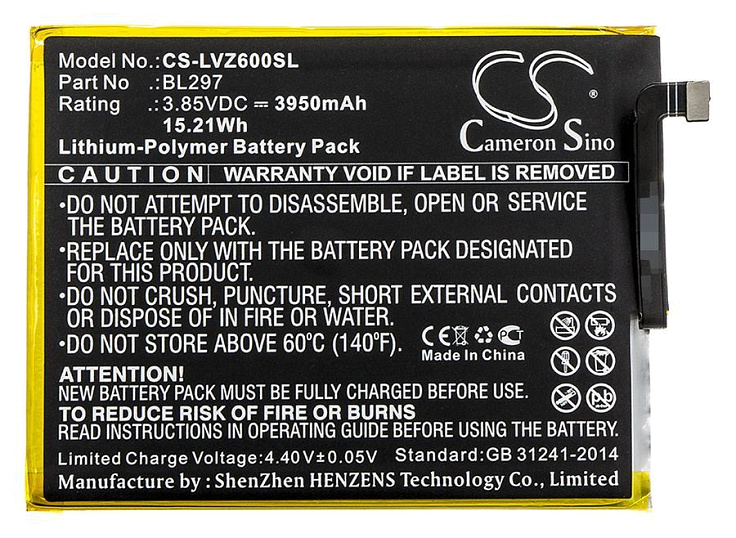 Model No.:CS-LVZ600SL
Part No :BL297
Rating :3.85VDC ⎓ 3950mAh
15.21Wh
Lithium-Polymer Battery Pack
CS
®
Cameron Sino
CAUTION WARRANTY VOID IF LABEL IS REMOVED
•DO NOT ATTEMPT TO DISASSEMBLE, OPEN OR SERVICE
THE BATTERY PACK.
•REPLACE ONLY WITH THE BATTERY PACK DESIGNATED
FOR THIS PRODUCT.
•DO NOT CRUSH, PUNCTURE, SHORT EXTERNAL CONTACTS
OR DISPOSE OF IN FIRE OR WATER.
•DO NOT STORE ABOVE 60°C (140°F).
CE
Made In China
Pb
ATTENTION!
NEW BATTERY PACK MUST BE FULLY CHARGED BEFORE USE.
TO REDUCE RISK OF FIRE OR BURNS
READ INSTRUCTIONS IN OPERATING GUIDE BEFORE USING.
Limited Charge Voltage:4.40V±0.05V Standard:GB 31241-2014
Manufacture by :ShenZhen HENZENS Technology Co., Limited